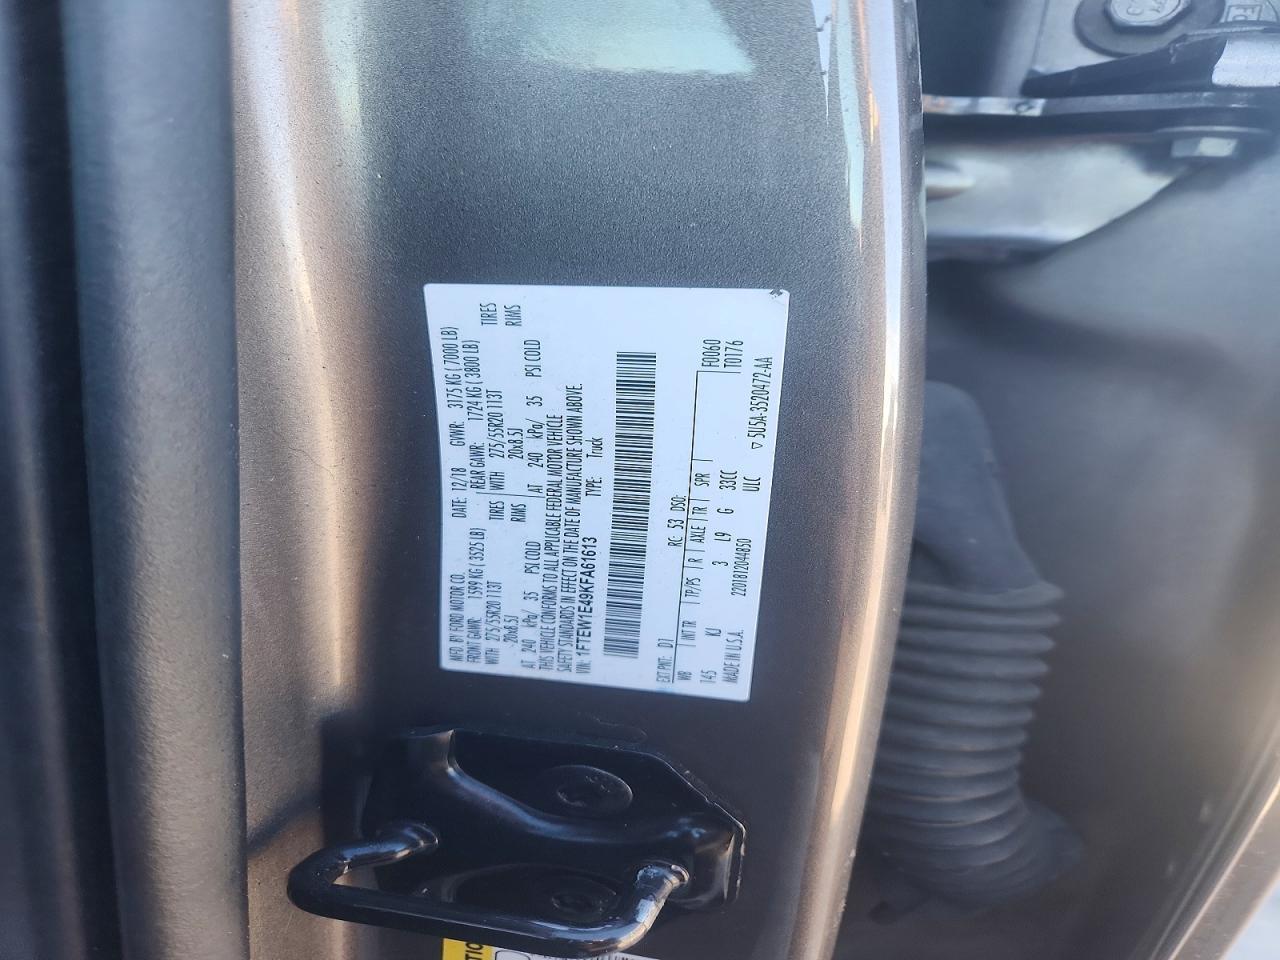 MFD. BY FORD MOTOR CO.
DATE: 12/18 GVWR: 3175 KG ( 7000 LB)
FRONT GAWR: 1599 KG ( 3525 LB)
REAR GAWR: 1724 KG ( 3800 LB)
WITH 275/55R20 113T TIRES
WITH 275/55R20 113T TIRES
20x8.5J RIMS
20x8.5J RIMS
AT 240 kPa/ 35 PSI COLD
AT 240 kPa/ 35 PSI COLD
THIS VEHICLE CONFORMS TO ALL APPLICABLE FEDERAL MOTOR VEHICLE
SAFETY STANDARDS IN EFFECT ON THE DATE OF MANUFACTURE SHOWN ABOVE.
VIN: 1FTEW1E49KFA61613
TYPE: Truck
F0060
T0176
EXT PNT: D1 RC: 53 DSO:
WB INT TR TP/PS R AXLE TR SPR
145 KJ 3 L9 G 33CC
MADE IN U.S.A. 220181204 4850 ULC
▽ 5U5A-3520472-AA